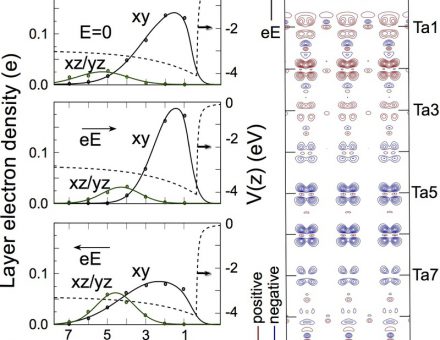 Layer electron density (e)
0.1
0.0
E=0
xy
xz/yz
-2
-4
0.1
0.0
eE
xy
xz/yz
0
-2
-4
0.1
0.0
eE
xy
xz/yz
0
-2
-4
7
5
3
1
V(z) (eV)
eE
positive
negative
Ta1
Ta3
Ta5
Ta7